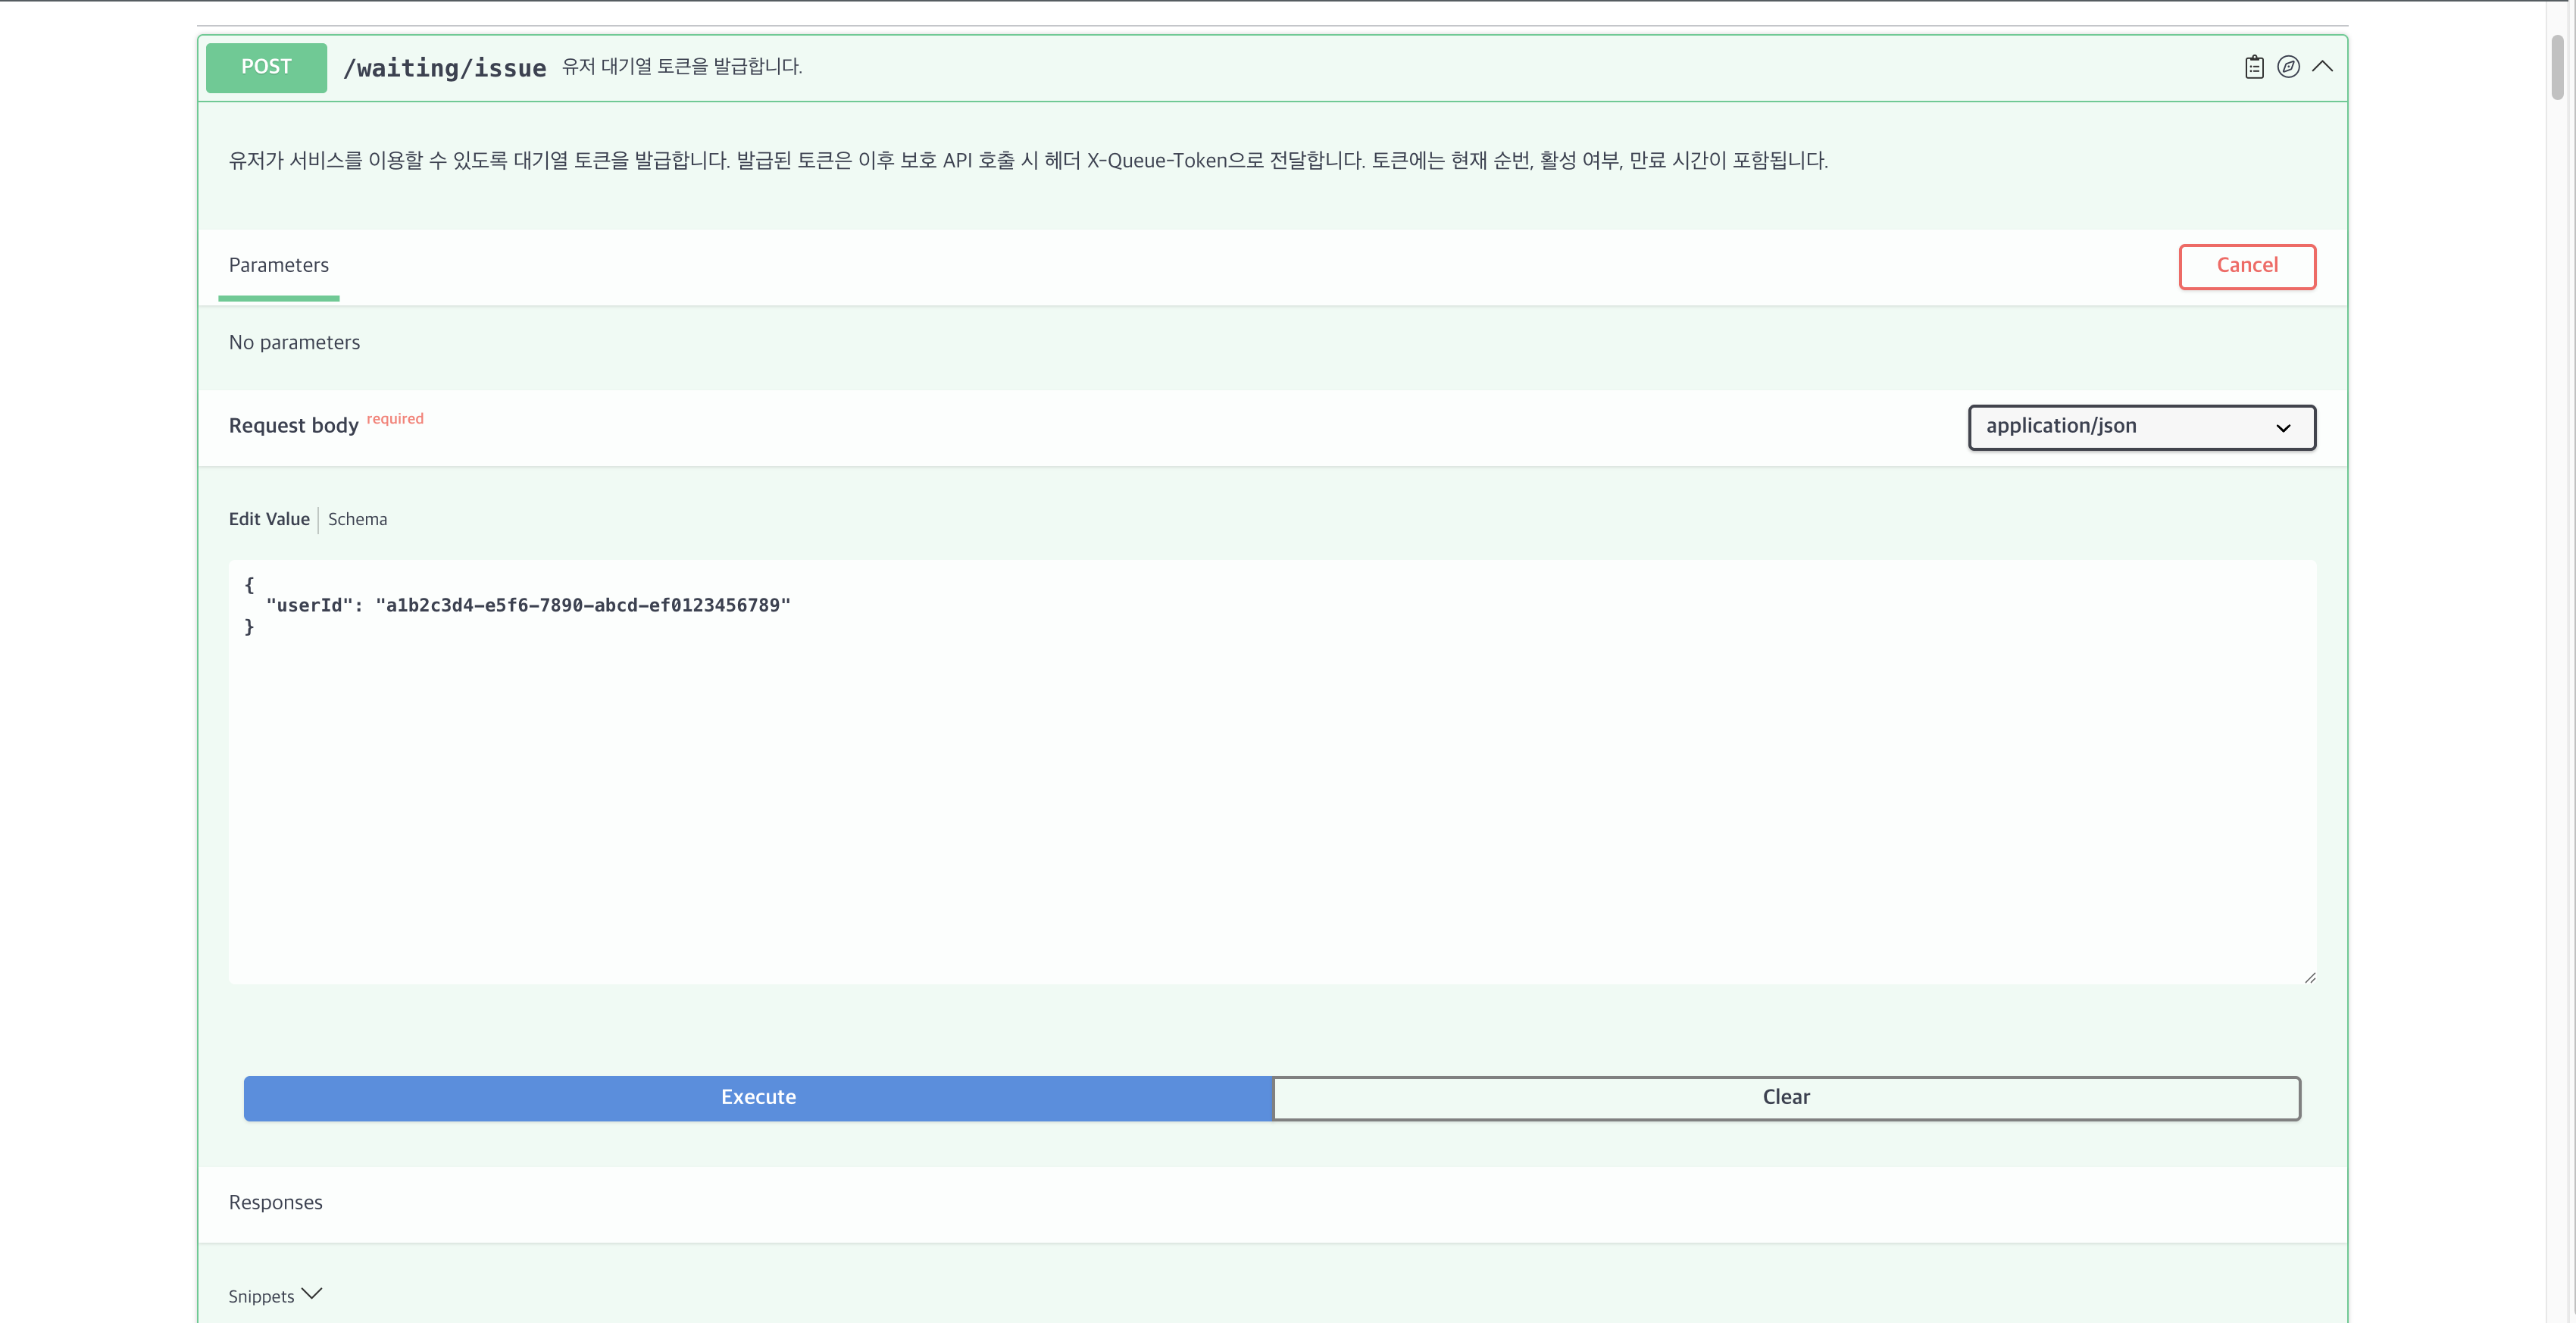 POST /waiting/issue 유저 대기열 토큰을 발급합니다.
유저가 서비스를 이용할 수 있도록 대기열 토큰을 발급합니다. 발급된 토큰은 이후 보호 API 호출 시 헤더 X-Queue-Token으로 전달합니다. 토큰에는 현재 순번, 활성 여부, 만료 시간이 포함됩니다.
Parameters
Cancel
No parameters
Request body required
application/json
Edit Value | Schema
{
  "userId": "a1b2c3d4-e5f6-7890-abcd-ef0123456789"
}
Execute
Clear
Responses
Snippets